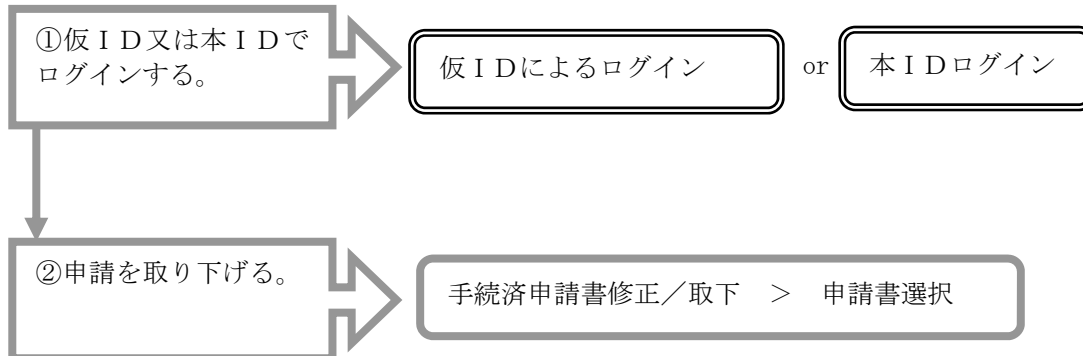 ①仮ＩＤ又は本ＩＤで
ログインする。
仮ＩＤによるログイン
or
本ＩＤログイン
②申請を取り下げる。
手続済申請書修正／取下　＞　申請書選択